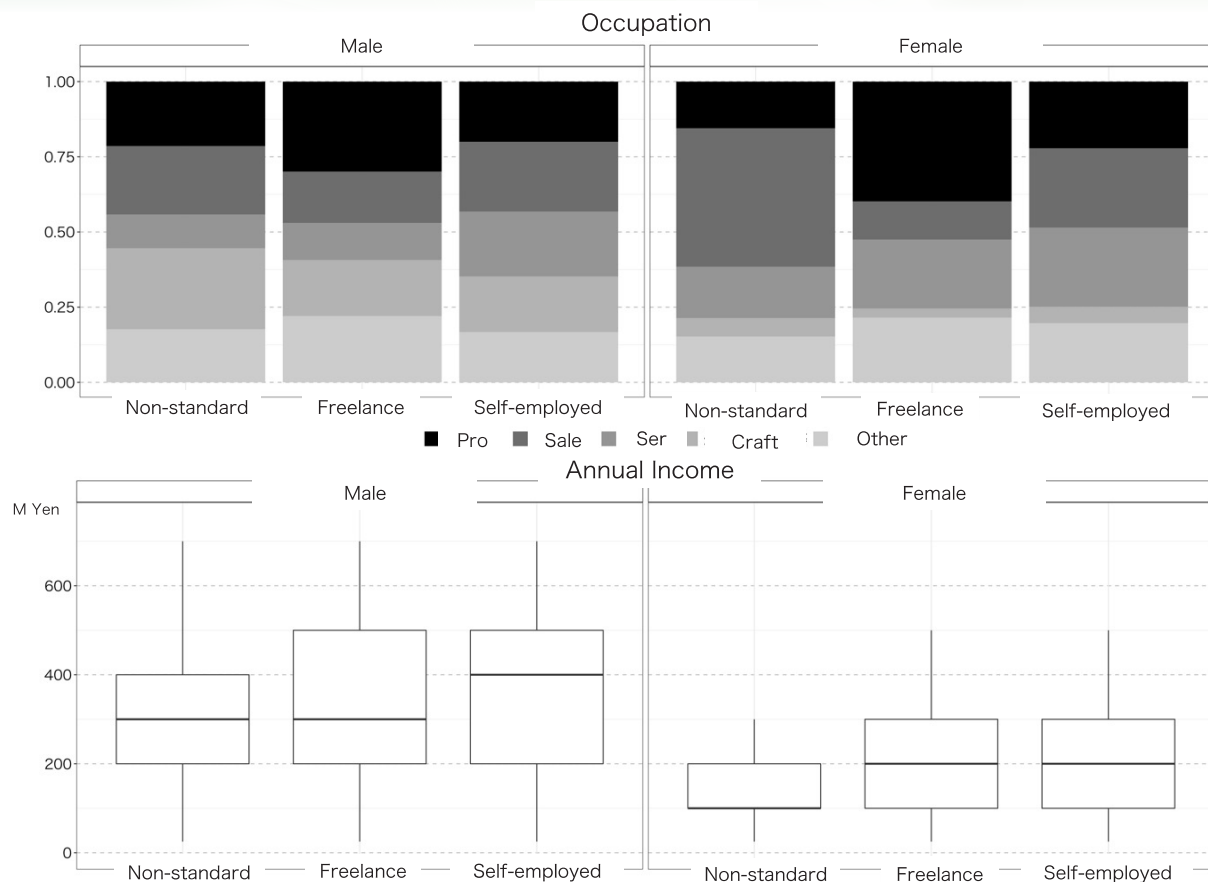 Occupation
Male Female
1.00
0.75
0.50
0.25
0.00
Non-standard Freelance Self-employed Non-standard Freelance Self-employed
Pro Sale Ser Craft Other
Annual Income
Male Female
M Yen
600
400
200
0
Non-standard Freelance Self-employed Non-standard Freelance Self-employed